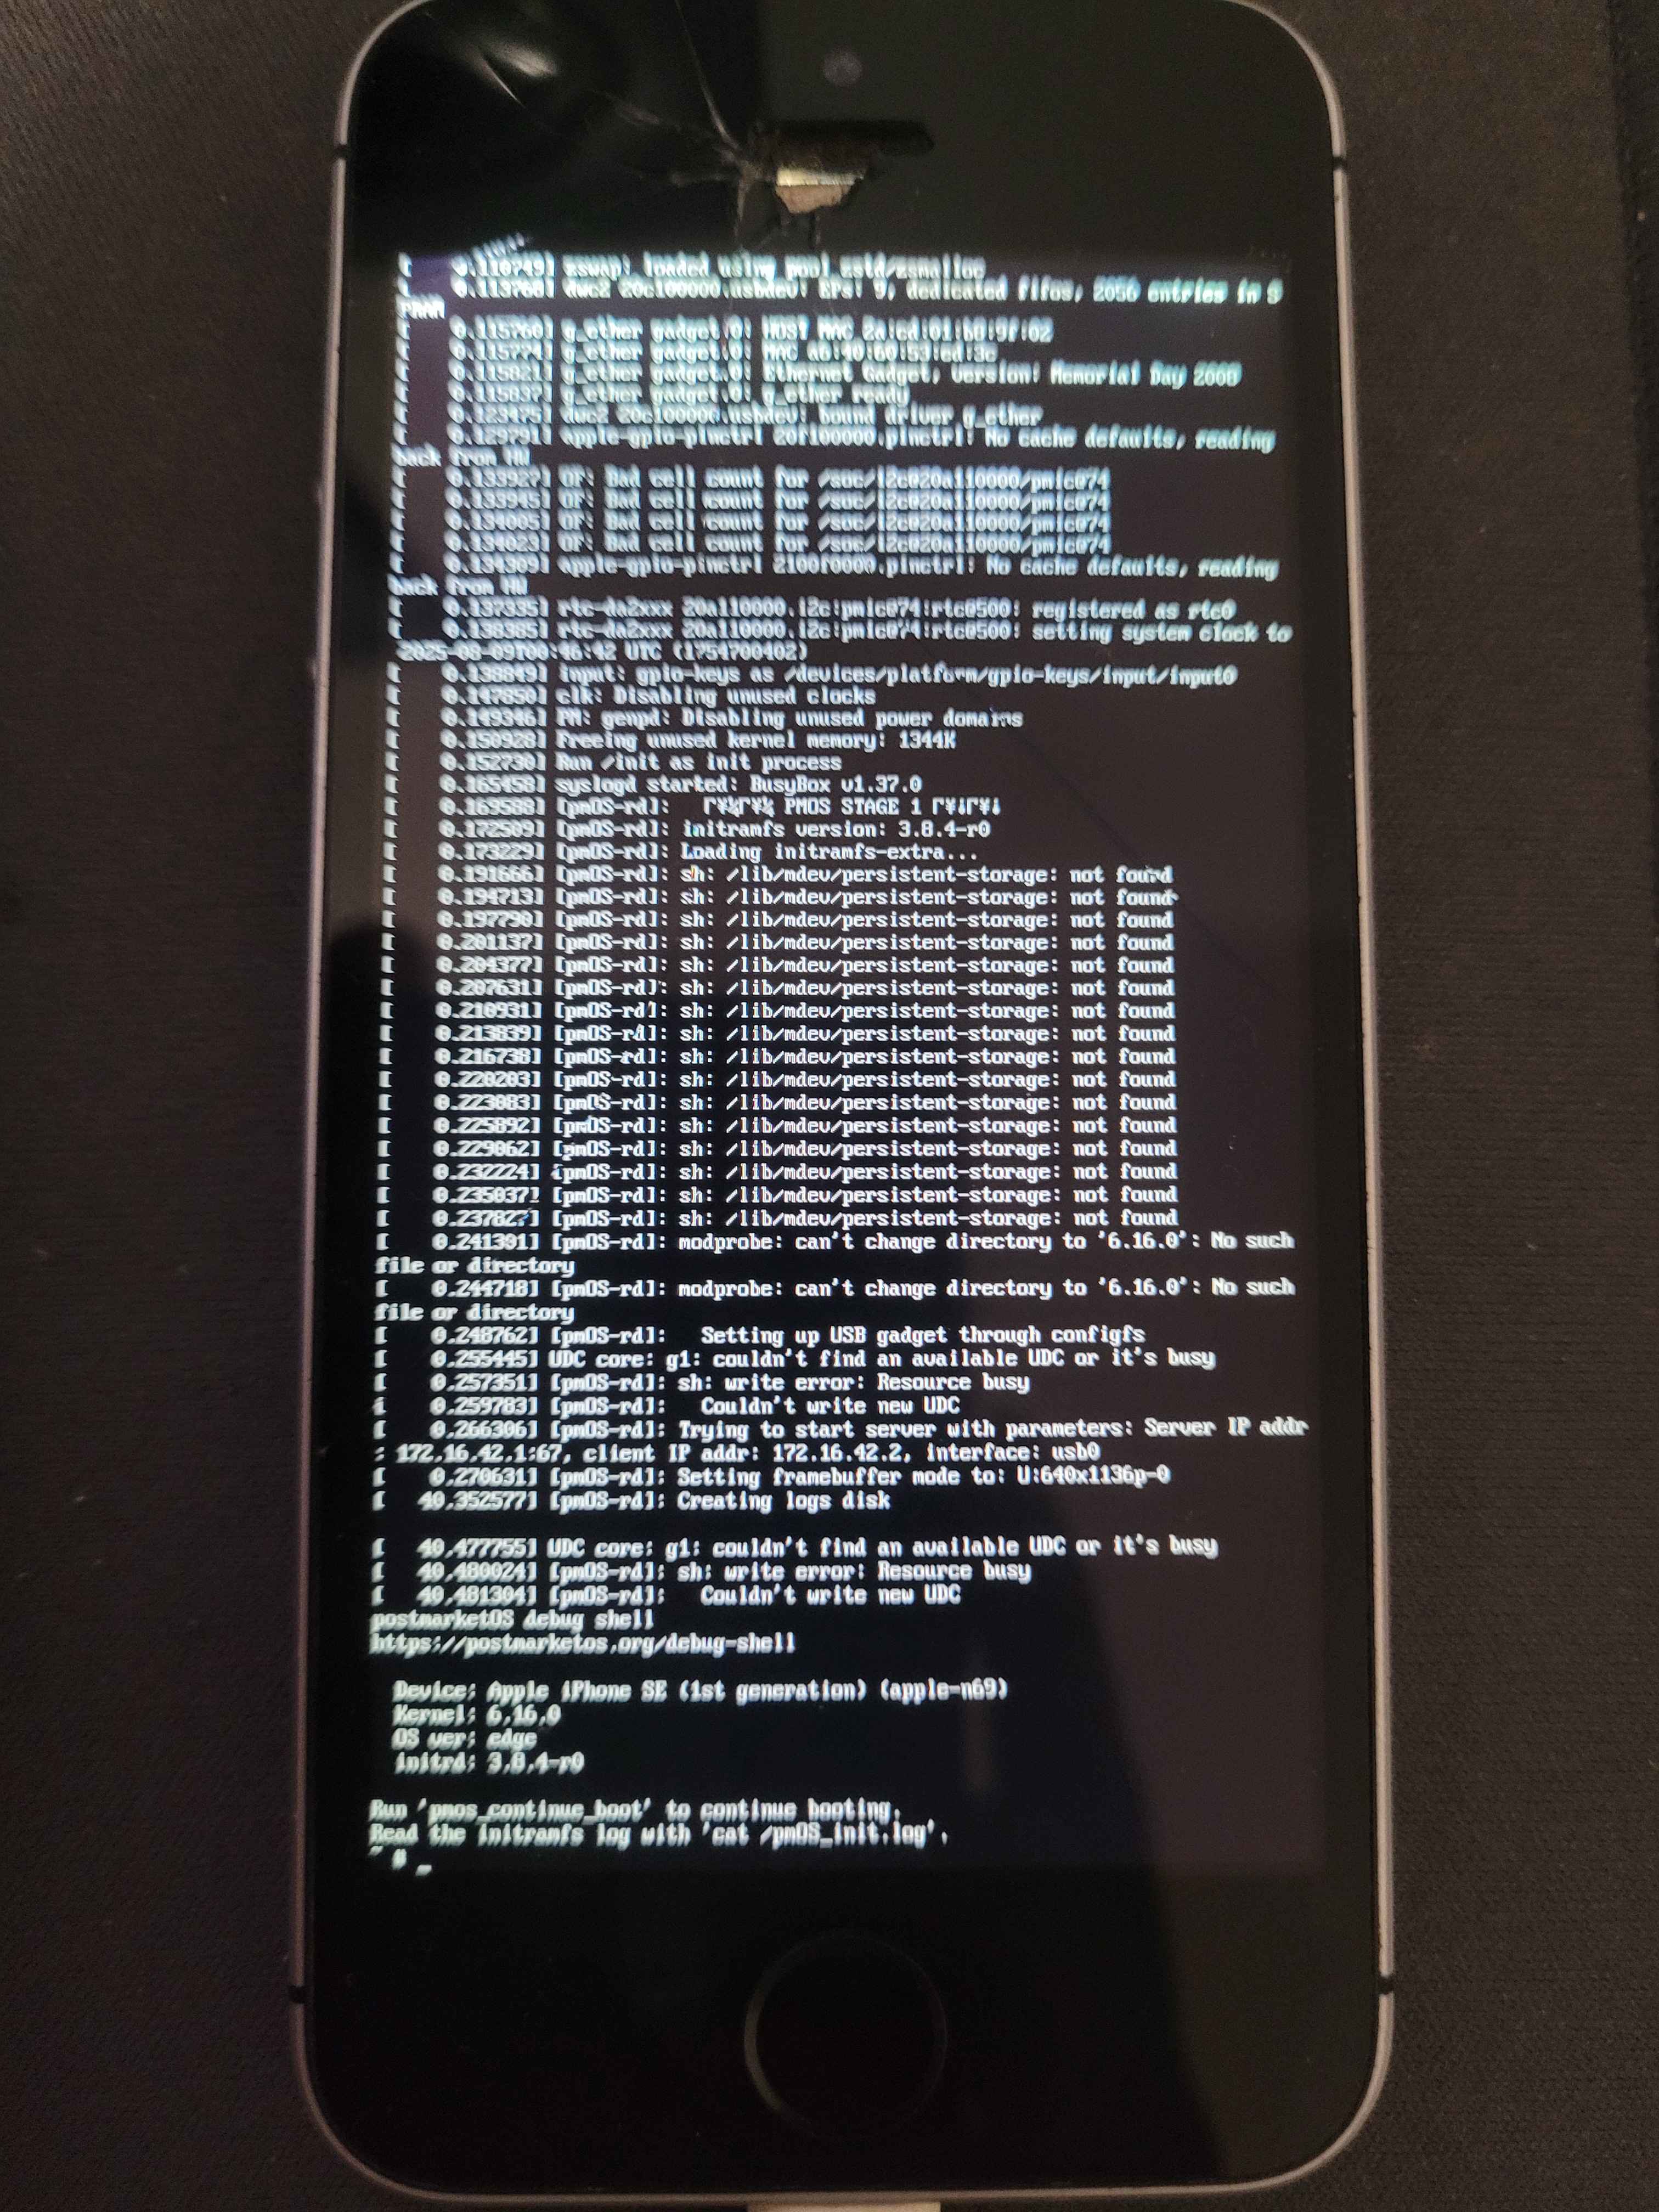 [    0.110749] zswap: loaded using pool zstd/zsmalloc
[    0.113760] dwc2 20c100000.usbdev: EPs: 9, dedicated fifos, 2056 entries in S
PRAM
[    0.115760] g_ether gadget.0: HOST MAC 2a:cd:01:b8:9f:02
[    0.115774] g_ether gadget.0: MAC a6:40:60:53:ed:3c
[    0.115821] g_ether gadget.0: Ethernet Gadget, version: Memorial Day 2008
[    0.115837] g_ether gadget.0: g_ether ready
[    0.123475] dwc2 20c100000.usbdev: bound driver g_ether
[    0.129791] apple-gpio-pinctrl 20f100000.pinctrl: No cache defaults, reading
back from HW
[    0.133927] OF: Bad cell count for /soc/i2c@20a110000/pmic@74
[    0.133945] OF: Bad cell count for /soc/i2c@20a110000/pmic@74
[    0.134005] OF: Bad cell count for /soc/i2c@20a110000/pmic@74
[    0.134023] OF: Bad cell count for /soc/i2c@20a110000/pmic@74
[    0.134309] apple-gpio-pinctrl 2100f0000.pinctrl: No cache defaults, reading
back from HW
[    0.137335] rtc-da2xxx 20a110000.i2c:pmic@74:rtc@500: registered as rtc0
[    0.138385] rtc-da2xxx 20a110000.i2c:pmic@74:rtc@500: setting system clock to
2025-08-09T00:46:42 UTC (1754700402)
[    0.138849] input: gpio-keys as /devices/platform/gpio-keys/input/input0
[    0.147850] clk: Disabling unused clocks
[    0.149346] PM: genpd: Disabling unused power domains
[    0.150928] Freeing unused kernel memory: 1344K
[    0.152730] Run /init as init process
[    0.165458] syslogd started: BusyBox v1.37.0
[    0.169588] [pmOS-rd]:   Γ¥¼Γ¥¼ PMOS STAGE 1 Γ¥¡Γ¥¡
[    0.172509] [pmOS-rd]: initramfs version: 3.8.4-r0
[    0.173229] [pmOS-rd]: Loading initramfs-extra...
[    0.191666] [pmOS-rd]: sh: /lib/mdev/persistent-storage: not found
[    0.194713] [pmOS-rd]: sh: /lib/mdev/persistent-storage: not found
[    0.197790] [pmOS-rd]: sh: /lib/mdev/persistent-storage: not found
[    0.201137] [pmOS-rd]: sh: /lib/mdev/persistent-storage: not found
[    0.204377] [pmOS-rd]: sh: /lib/mdev/persistent-storage: not found
[    0.207631] [pmOS-rd]: sh: /lib/mdev/persistent-storage: not found
[    0.210931] [pmOS-rd]: sh: /lib/mdev/persistent-storage: not found
[    0.213839] [pmOS-rd]: sh: /lib/mdev/persistent-storage: not found
[    0.216738] [pmOS-rd]: sh: /lib/mdev/persistent-storage: not found
[    0.220203] [pmOS-rd]: sh: /lib/mdev/persistent-storage: not found
[    0.223083] [pmOS-rd]: sh: /lib/mdev/persistent-storage: not found
[    0.225892] [pmOS-rd]: sh: /lib/mdev/persistent-storage: not found
[    0.229062] [pmOS-rd]: sh: /lib/mdev/persistent-storage: not found
[    0.232224] [pmOS-rd]: sh: /lib/mdev/persistent-storage: not found
[    0.235037] [pmOS-rd]: sh: /lib/mdev/persistent-storage: not found
[    0.237827] [pmOS-rd]: sh: /lib/mdev/persistent-storage: not found
[    0.241391] [pmOS-rd]: modprobe: can't change directory to '6.16.0': No such
file or directory
[    0.244718] [pmOS-rd]: modprobe: can't change directory to '6.16.0': No such
file or directory
[    0.248762] [pmOS-rd]:   Setting up USB gadget through configfs
[    0.255445] UDC core: g1: couldn't find an available UDC or it's busy
[    0.257351] [pmOS-rd]: sh: write error: Resource busy
[    0.259783] [pmOS-rd]:   Couldn't write new UDC
[    0.266306] [pmOS-rd]: Trying to start server with parameters: Server IP addr
: 172.16.42.1:67, client IP addr: 172.16.42.2, interface: usb0
[    0.270631] [pmOS-rd]: Setting framebuffer mode to: U:640x1136p-0
[   40.352577] [pmOS-rd]: Creating logs disk
[   40.477755] UDC core: g1: couldn't find an available UDC or it's busy
[   40.480024] [pmOS-rd]: sh: write error: Resource busy
[   40.481304] [pmOS-rd]:   Couldn't write new UDC
postmarketOS debug shell
https://postmarketos.org/debug-shell
Device: Apple iPhone SE (1st generation) (apple-n69)
Kernel: 6.16.0
OS ver: edge
initrd: 3.8.4-r0
Run 'pmos_continue_boot' to continue booting.
Read the initramfs log with 'cat /pmOS_init.log'.
~ # _